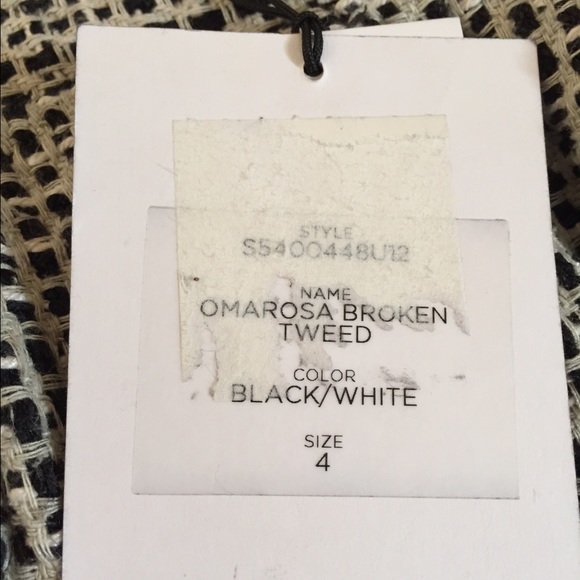 STYLE
S5400448U12
NAME
OMAROSA BROKEN
TWEED
COLOR
BLACK/WHITE
SIZE
4